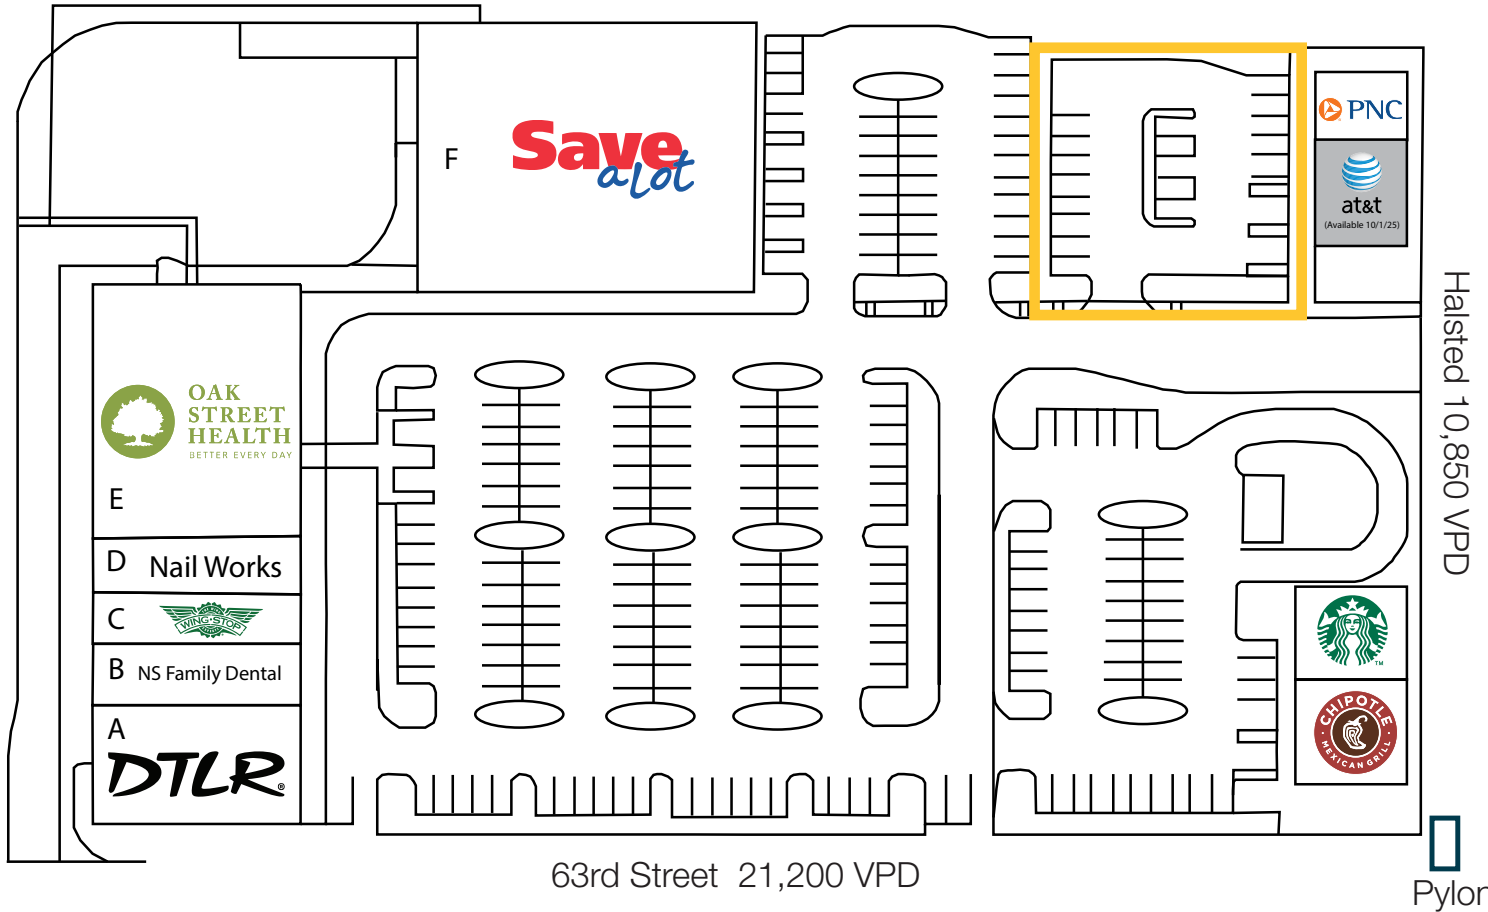 F
Save
a lot
PNC
at&t
(Available 10/1/25)
OAK
STREET
HEALTH
BETTER EVERY DAY
E
D Nail Works
C WING·STOP
B NS Family Dental
A
DTLR®
TM
CHIPOTLE
MEXICAN GRILL
Halsted 10,850 VPD
63rd Street 21,200 VPD
Pylon